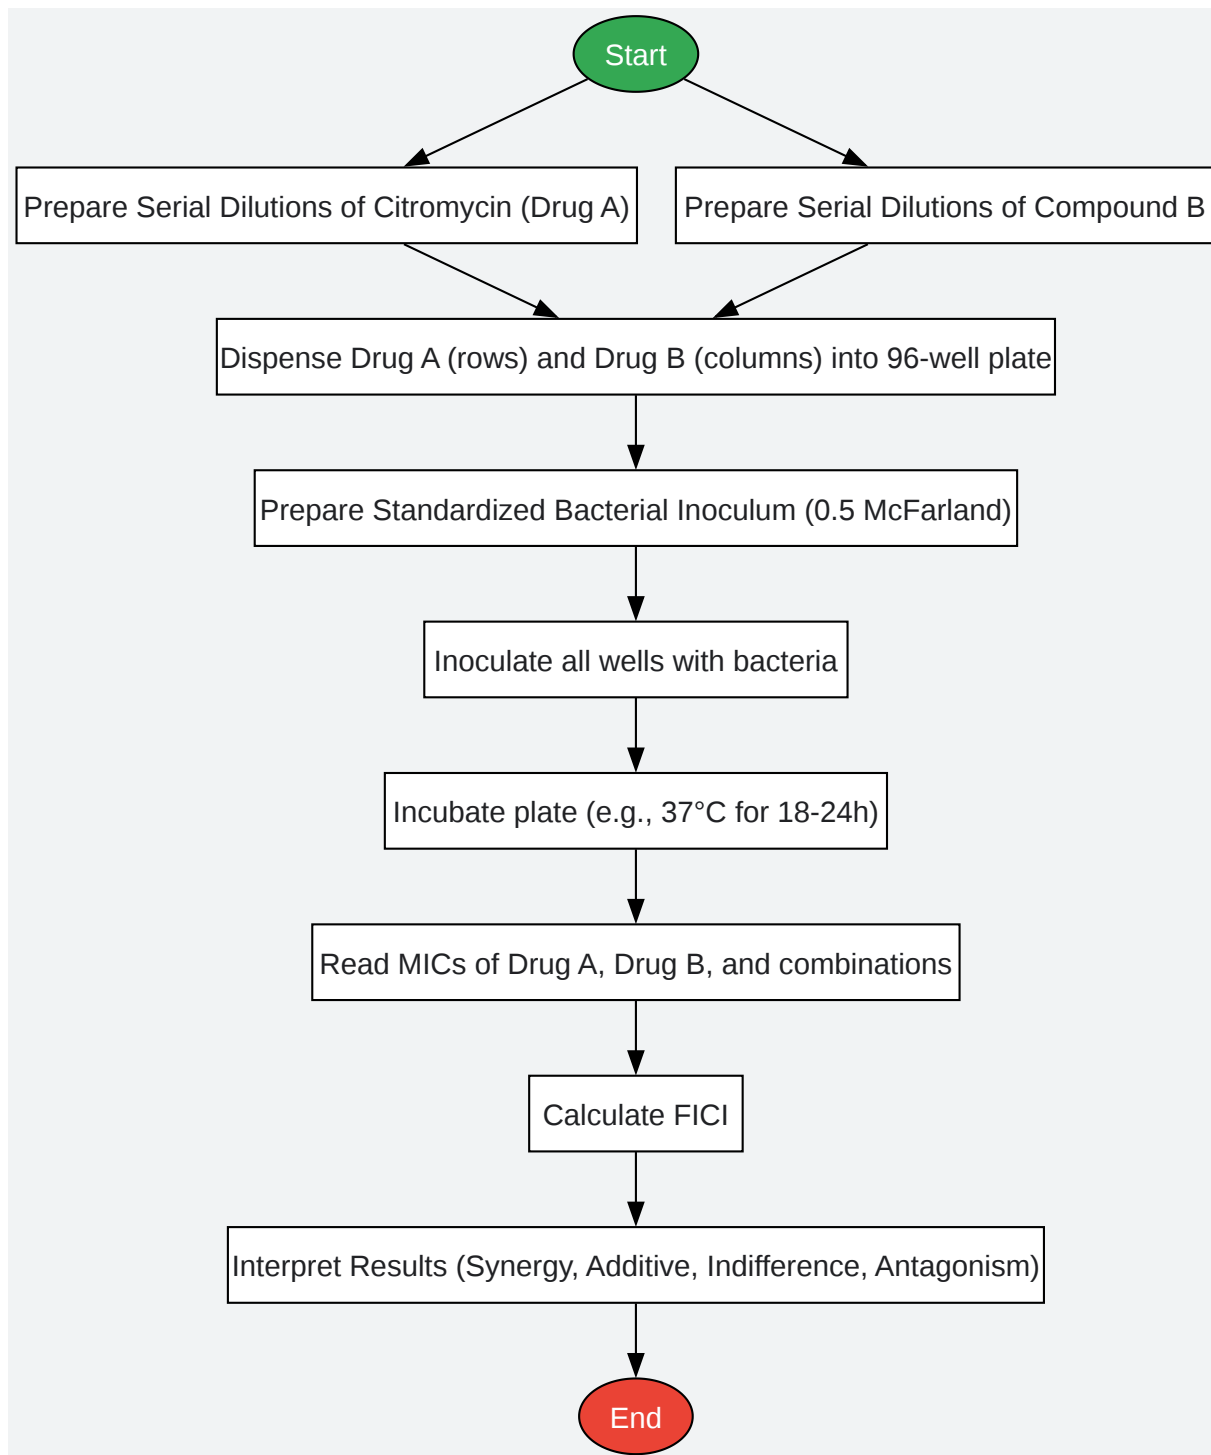 Start
Prepare Serial Dilutions of Citromycin (Drug A)
Prepare Serial Dilutions of Compound B
Dispense Drug A (rows) and Drug B (columns) into 96-well plate
Prepare Standardized Bacterial Inoculum (0.5 McFarland)
Inoculate all wells with bacteria
Incubate plate (e.g., 37°C for 18-24h)
Read MICs of Drug A, Drug B, and combinations
Calculate FICI
Interpret Results (Synergy, Additive, Indifference, Antagonism)
End